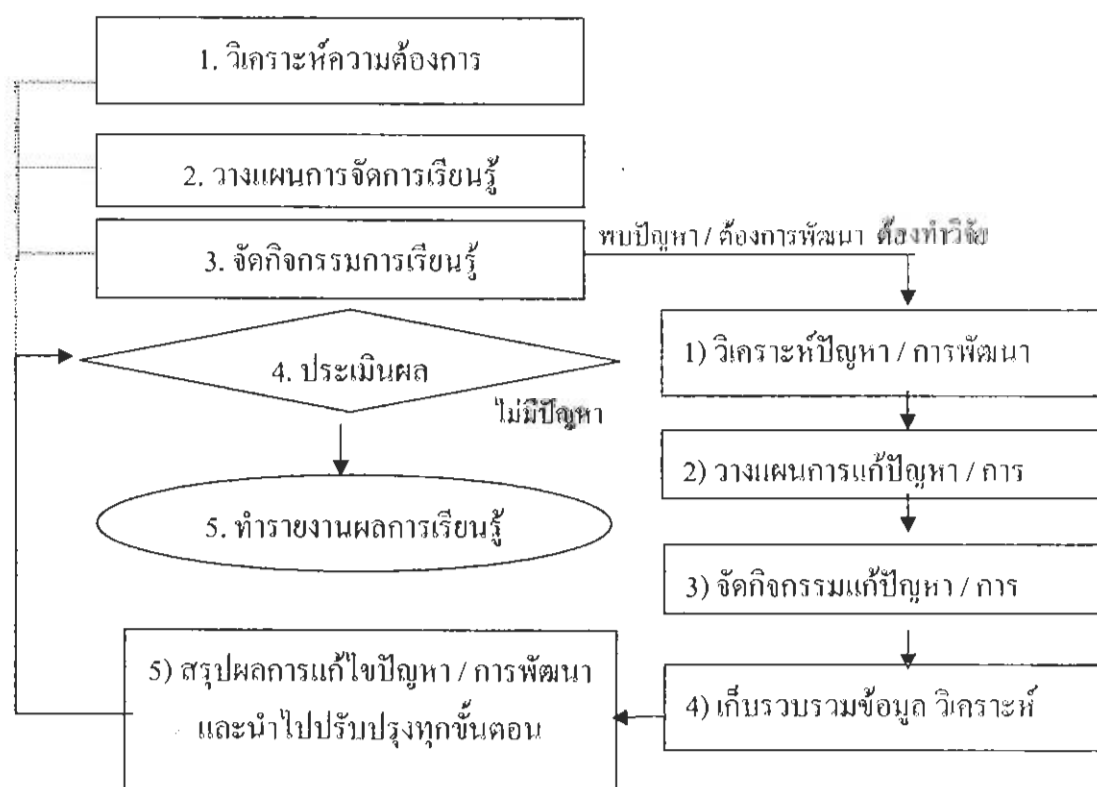 1. วิเคราะห์ความต้องการ
2. วางแผนการจัดการเรียนรู้
3. จัดกิจกรรมการเรียนรู้
พบปัญหา / ต้องการพัฒนา ต้องทำวิจัย
4. ประเมินผล
ไม่มีปัญหา
5. ทำรายงานผลการเรียนรู้
1) วิเคราะห์ปัญหา / การพัฒนา
2) วางแผนการแก้ปัญหา / การ
3) จัดกิจกรรมแก้ปัญหา / การ
4) เก็บรวบรวมข้อมูล วิเคราะห์
5) สรุปผลการแก้ไขปัญหา / การพัฒนา
และนำไปปรับปรุงทุกขั้นตอน